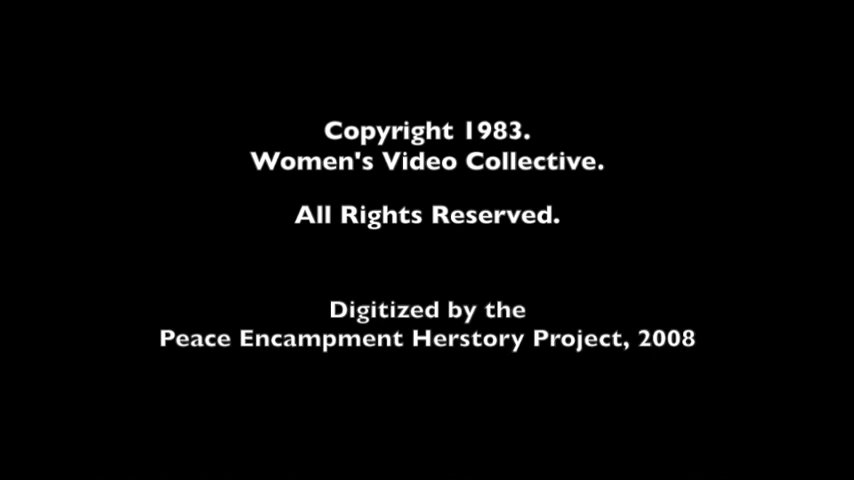 Copyright 1983.
Women's Video Collective.
All Rights Reserved.
Digitized by the
Peace Encampment Herstory Project, 2008